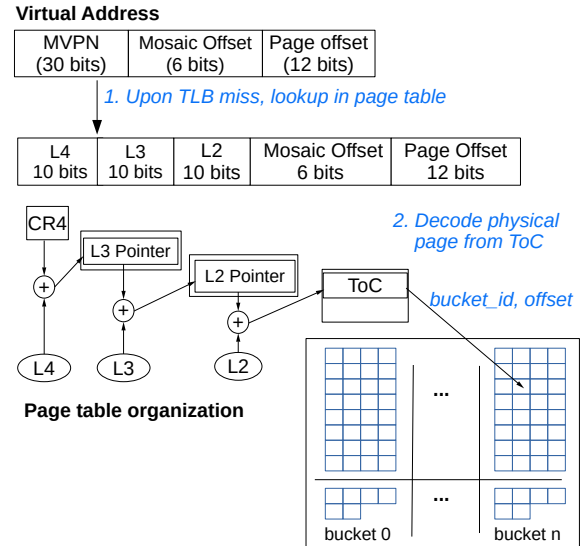 Virtual Address
MVPN
(30 bits)
Mosaic Offset
(6 bits)
Page offset
(12 bits)
1. Upon TLB miss, lookup in page table
L4
10 bits
L3
10 bits
L2
10 bits
Mosaic Offset
6 bits
Page Offset
12 bits
2. Decode physical
page from ToC
CR4
L3 Pointer
L2 Pointer
ToC
bucket_id, offset
+
+
+
L4
L3
L2
Page table organization
...
...
bucket 0
bucket n